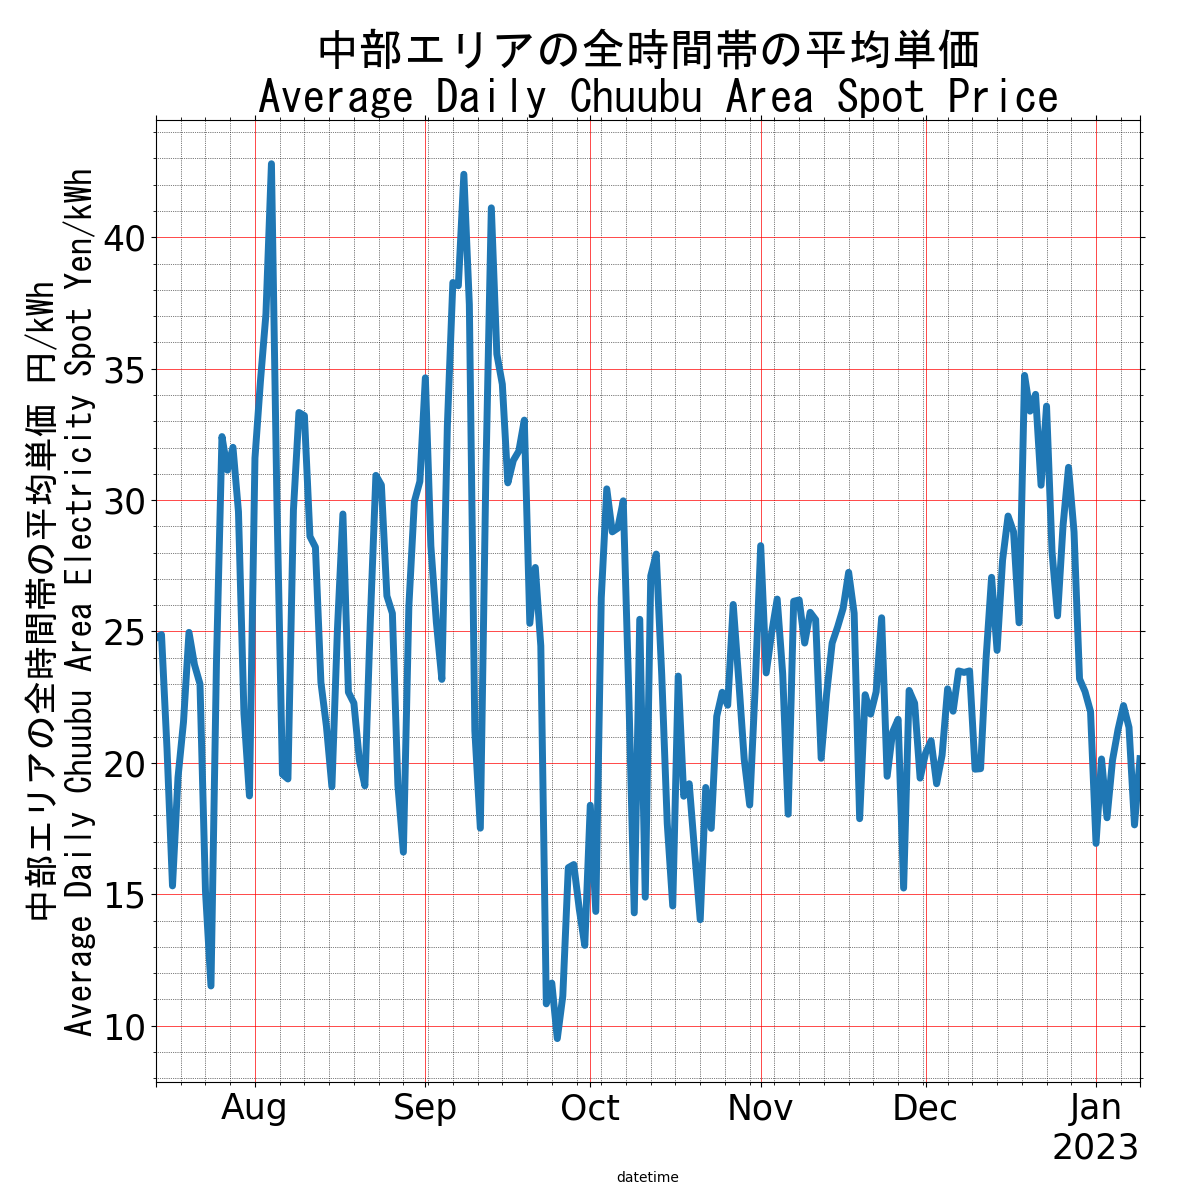 中部エリアの全時間帯の平均単価
Average Daily Chuubu Area Spot Price
中部エリアの全時間帯の平均単価 円/kWh
Average Daily Chuubu Area Electricity Spot Yen/kWh
40
35
30
25
20
15
10
Aug
Sep
Oct
Nov
Dec
Jan
2023
datetime